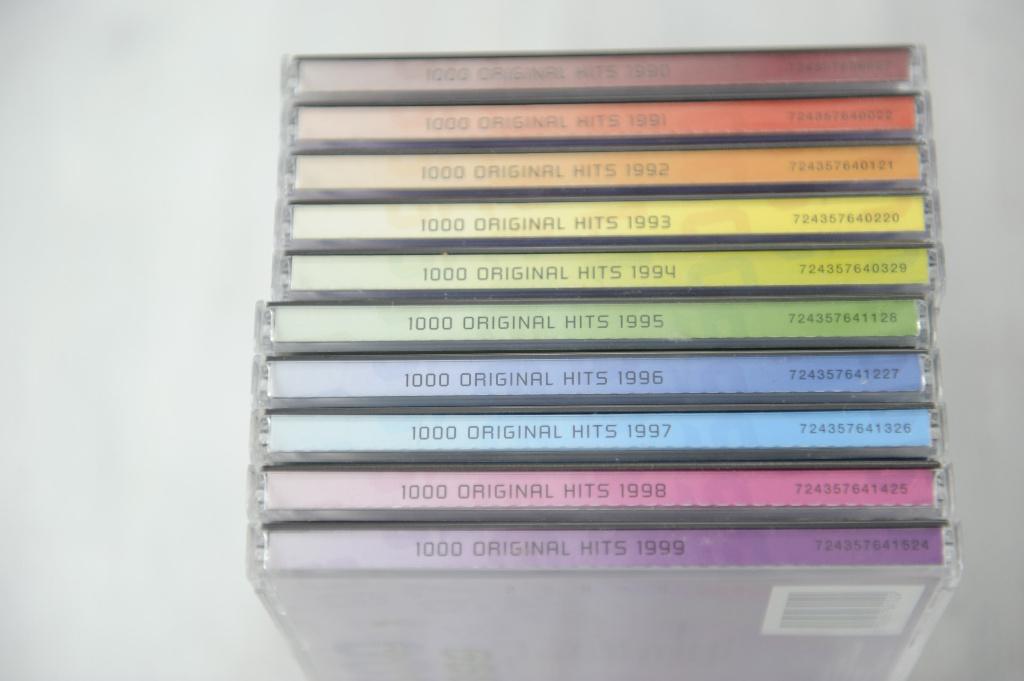 1000 ORIGINAL HITS 1990
1000 ORIGINAL HITS 1991 724357640022
1000 ORIGINAL HITS 1992 724357640121
1000 ORIGINAL HITS 1993 724357640220
1000 ORIGINAL HITS 1994 724357640329
1000 ORIGINAL HITS 1995 724357641128
1000 ORIGINAL HITS 1996 724357641227
1000 ORIGINAL HITS 1997 724357641326
1000 ORIGINAL HITS 1998 724357641425
1000 ORIGINAL HITS 1999 724357641524